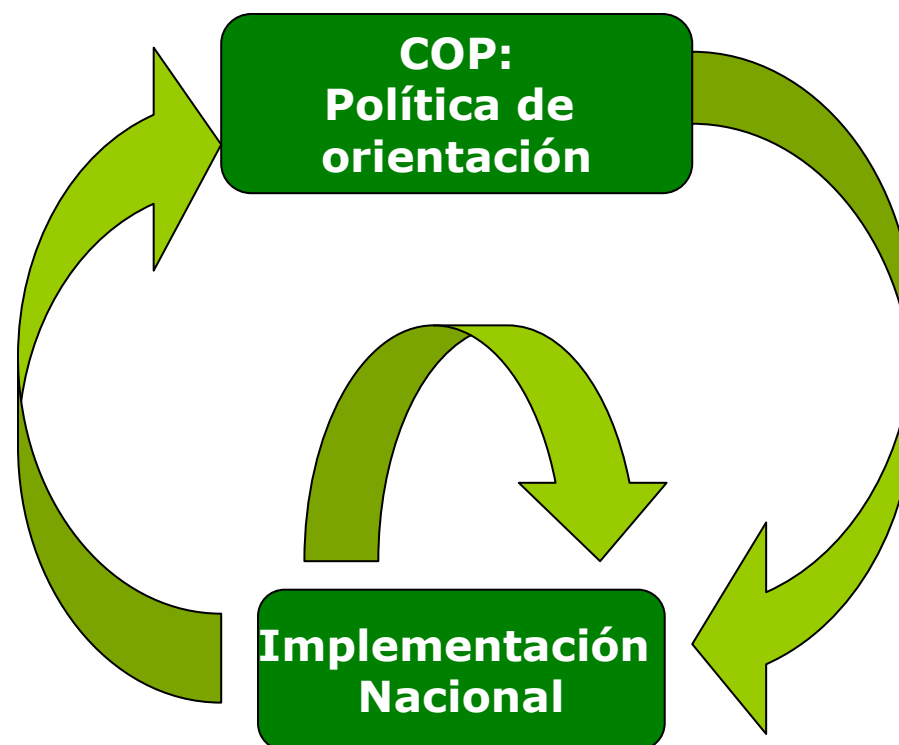 COP:
Política de
orientación
Implementación
Nacional